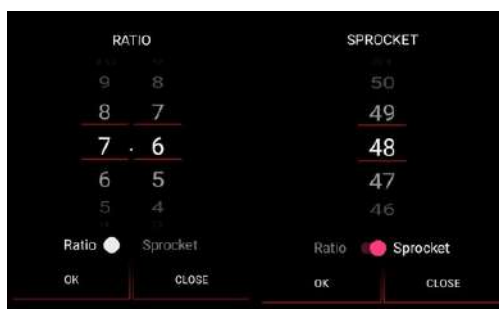 RATIO
9 8
8 7
7 . 6
6 5
5 4
Ratio Sprocket
OK CLOSE
SPROCKET
50
49
48
47
46
Ratio Sprocket
OK CLOSE